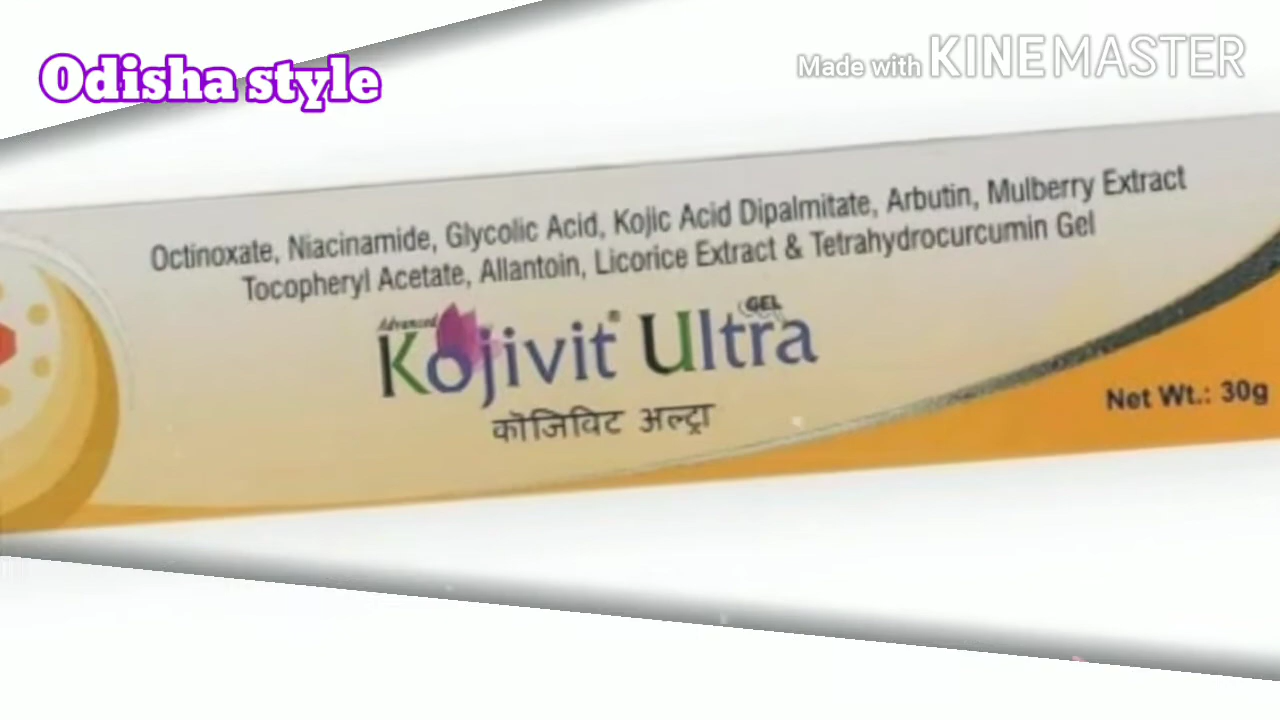 Odisha style
Made with KINEMASTER
Octinoxate, Niacinamide, Glycolic Acid, Kojic Acid Dipalmitate, Arbutin, Mulberry Extract
Tocopheryl Acetate, Allantoin, Licorice Extract & Tetrahydrocurcumin Gel
Advanced
Kojivit® Ultra GEL
कोजिविट अल्ट्रा
Net Wt.: 30g